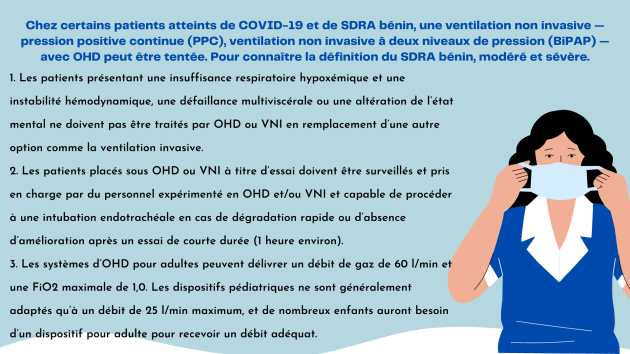 Chez certains patients atteints de COVID-19 et de SDRA bénin, une ventilation non invasive —
pression positive continue (PPC), ventilation non invasive à deux niveaux de pression (BiPAP) —
avec OHD peut être tentée. Pour connaître la définition du SDRA bénin, modéré et sévère.
1. Les patients présentant une insuffisance respiratoire hypoxémique et une
instabilité hémodynamique, une défaillance multiviscérale ou une altération de l'état
mental ne doivent pas être traités par OHD ou VNI en remplacement d'une autre
option comme la ventilation invasive.
2. Les patients placés sous OHD ou VNI à titre d'essai doivent être surveillés et pris
en charge par du personnel expérimenté en OHD et/ou VNI et capable de procéder
à une intubation endotrachéale en cas de dégradation rapide ou d'absence
d'amélioration après un essai de courte durée (1 heure environ).
3. Les systèmes d'OHD pour adultes peuvent délivrer un débit de gaz de 60 l/min et
une FiO2 maximale de 1,0. Les dispositifs pédiatriques ne sont généralement
adaptés qu'à un débit de 25 l/min maximum, et de nombreux enfants auront besoin
d'un dispositif pour adulte pour recevoir un débit adéquat.